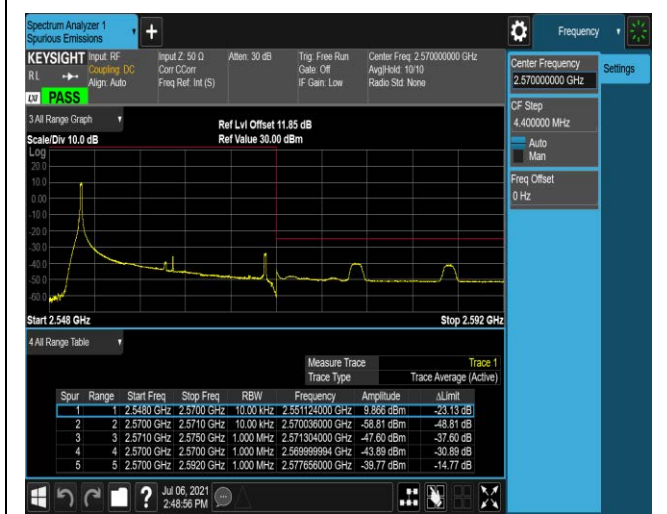 Spectrum Analyzer 1
Spurious Emissions
+
Frequency
KEYSIGHT Input: RF Input Z: 50 Ω Atten: 30 dB Trig: Free Run Center Freq: 2.570000000 GHz
RL Coupling: DC Corr CCorr Gate: Off Avg|Hold: 10/10
Align: Auto Freq Ref: Int (S) IF Gain: Low Radio Std: None
LXI PASS
Center Frequency
2.570000000 GHz
Settings
CF Step
4.400000 MHz
Auto
Man
Freq Offset
0 Hz
3 All Range Graph
Ref Lvl Offset 11.85 dB
Scale/Div 10.0 dB Ref Value 30.00 dBm
Log
20.0
10.0
0.00
-10.0
-20.0
-30.0
-40.0
-50.0
-60.0
Start 2.548 GHz Stop 2.592 GHz
4 All Range Table
Measure Trace Trace 1
Trace Type Trace Average (Active)
Spur Range Start Freq Stop Freq RBW Frequency Amplitude ΔLimit
1 1 2.5480 GHz 2.5700 GHz 10.00 kHz 2.551124000 GHz 9.866 dBm -23.13 dB
2 2 2.5700 GHz 2.5710 GHz 10.00 kHz 2.570036000 GHz -58.81 dBm -48.81 dB
3 3 2.5710 GHz 2.5750 GHz 1.000 MHz 2.571304000 GHz -47.60 dBm -37.60 dB
4 4 2.5700 GHz 2.5700 GHz 1.000 MHz 2.569999994 GHz -43.89 dBm -30.89 dB
5 5 2.5700 GHz 2.5920 GHz 1.000 MHz 2.577656000 GHz -39.77 dBm -14.77 dB
? Jul 06, 2021
2:48:56 PM